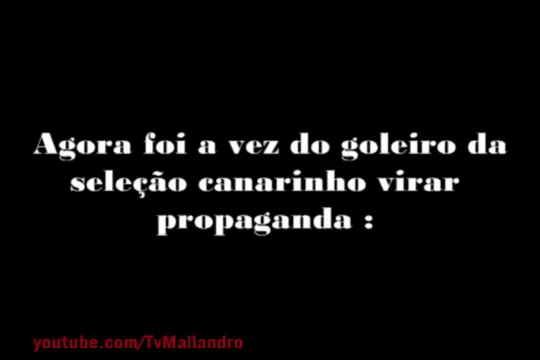 Agora foi a vez do goleiro da
seleção canarinho virar
propaganda :
youtube.com/TvMallandro